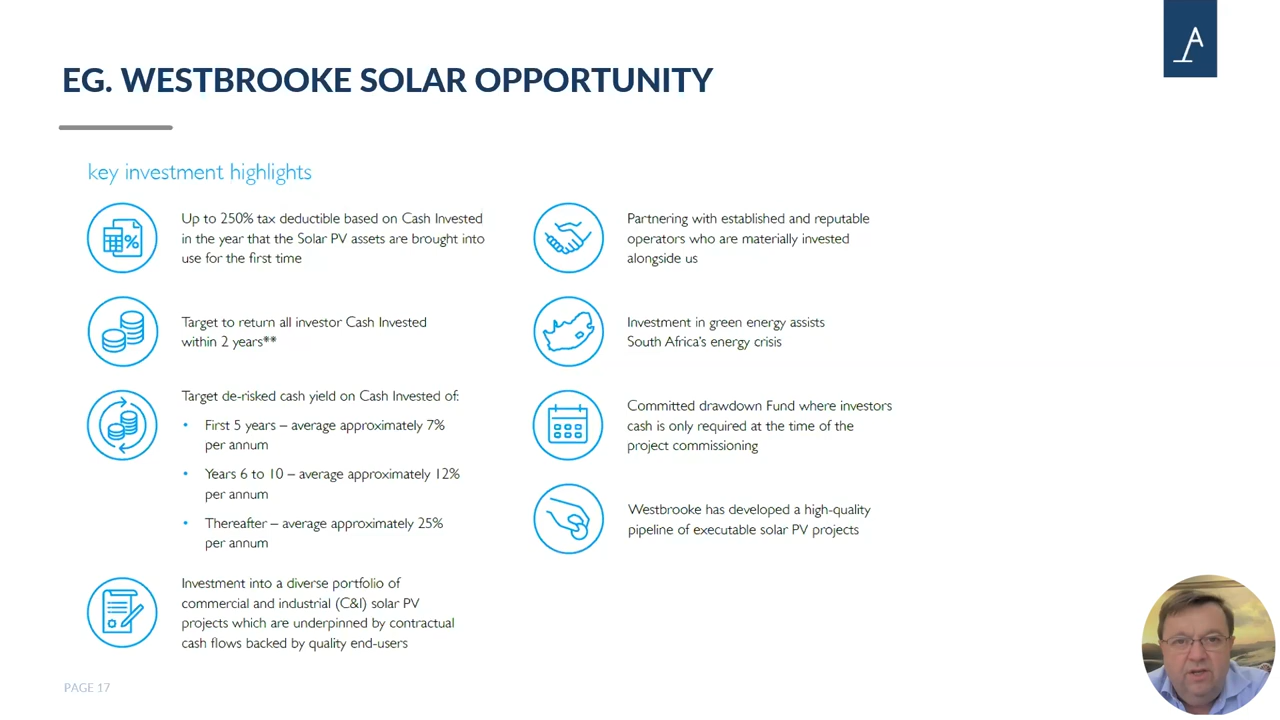 A
EG. WESTBROOKE SOLAR OPPORTUNITY
key investment highlights
%
Up to 250% tax deductible based on Cash Invested
in the year that the Solar PV assets are brought into
use for the first time
Target to return all investor Cash Invested
within 2 years**
Target de-risked cash yield on Cash Invested of:
• First 5 years – average approximately 7%
per annum
• Years 6 to 10 – average approximately 12%
per annum
• Thereafter – average approximately 25%
per annum
Investment into a diverse portfolio of
commercial and industrial (C&I) solar PV
projects which are underpinned by contractual
cash flows backed by quality end-users
Partnering with established and reputable
operators who are materially invested
alongside us
Investment in green energy assists
South Africa's energy crisis
Committed drawdown Fund where investors
cash is only required at the time of the
project commissioning
Westbrooke has developed a high-quality
pipeline of executable solar PV projects
PAGE 17